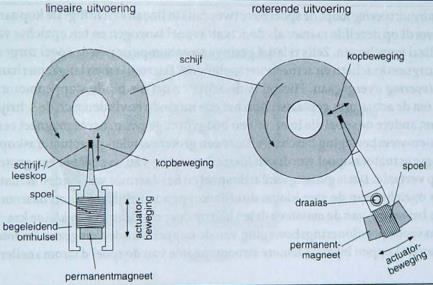 lineaire uitvoering
roterende uitvoering
schijf
kopbeweging
schrijf-/
leeskop
kopbeweging
spoel
begeleidend
omhulsel
actuator-
beweging
permanentmagneet
draaias
permanent-
magneet
actuator-
beweging